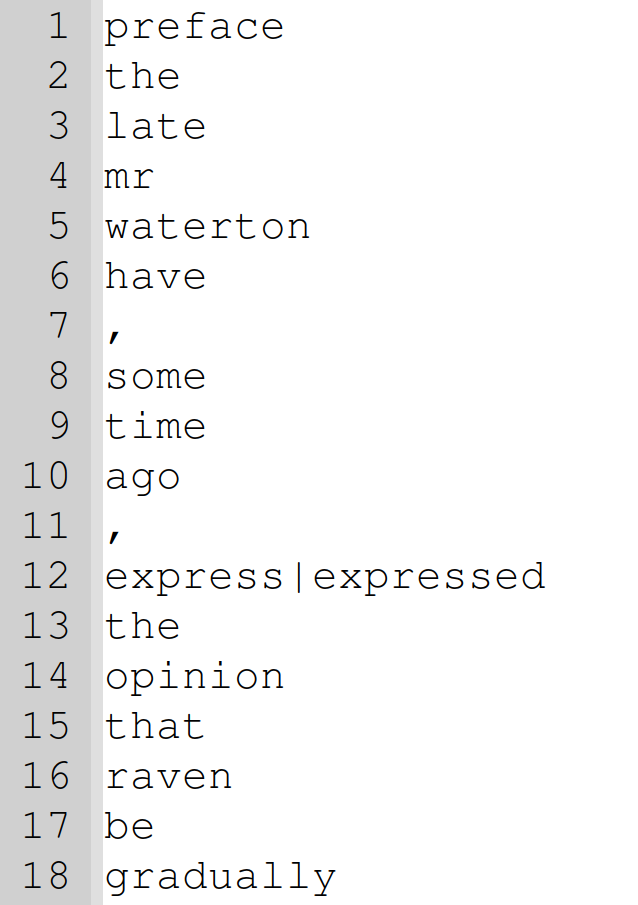 1 preface
2 the
3 late
4 mr
5 waterton
6 have
7 ,
8 some
9 time
10 ago
11 ,
12 express|expressed
13 the
14 opinion
15 that
16 raven
17 be
18 gradually